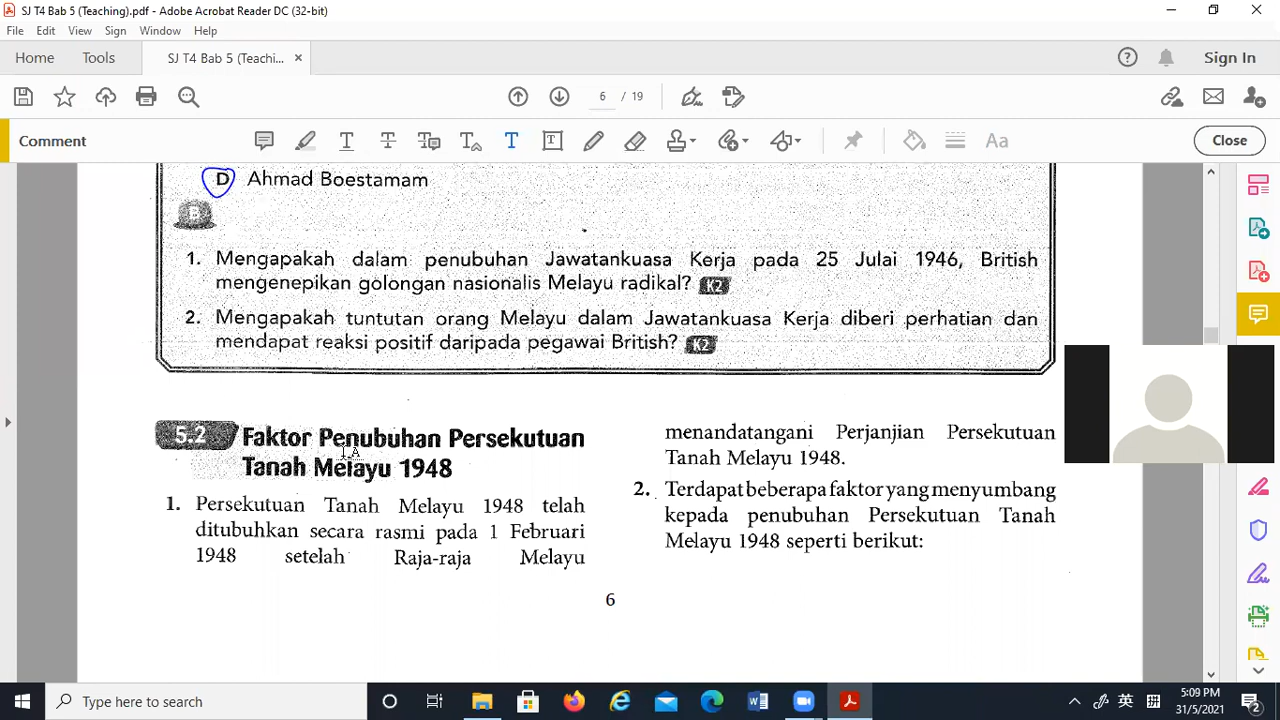 SJ T4 Bab 5 (Teaching).pdf - Adobe Acrobat Reader DC (32-bit)
File Edit View Sign Window Help
Home Tools SJ T4 Bab 5 (Teachi... × Sign In
6 / 19
Comment Aa Close
D Ahmad Boestamam
B
1. Mengapakah dalam penubuhan Jawatankuasa Kerja pada 25 Julai 1946, British
mengenepikan golongan nasionalis Melayu radikal? K2
2. Mengapakah tuntutan orang Melayu dalam Jawatankuasa Kerja diberi perhatian dan
mendapat reaksi positif daripada pegawai British? K2
5.2 Faktor Penubuhan Persekutuan
Tanah Melayu 1948
1. Persekutuan Tanah Melayu 1948 telah
ditubuhkan secara rasmi pada 1 Februari
1948 setelah Raja-raja Melayu
menandatangani Perjanjian Persekutuan
Tanah Melayu 1948.
2. Terdapat beberapa faktor yang menyumbang
kepada penubuhan Persekutuan Tanah
Melayu 1948 seperti berikut:
6
Type here to search
英 拼 5:09 PM
31/5/2021 2